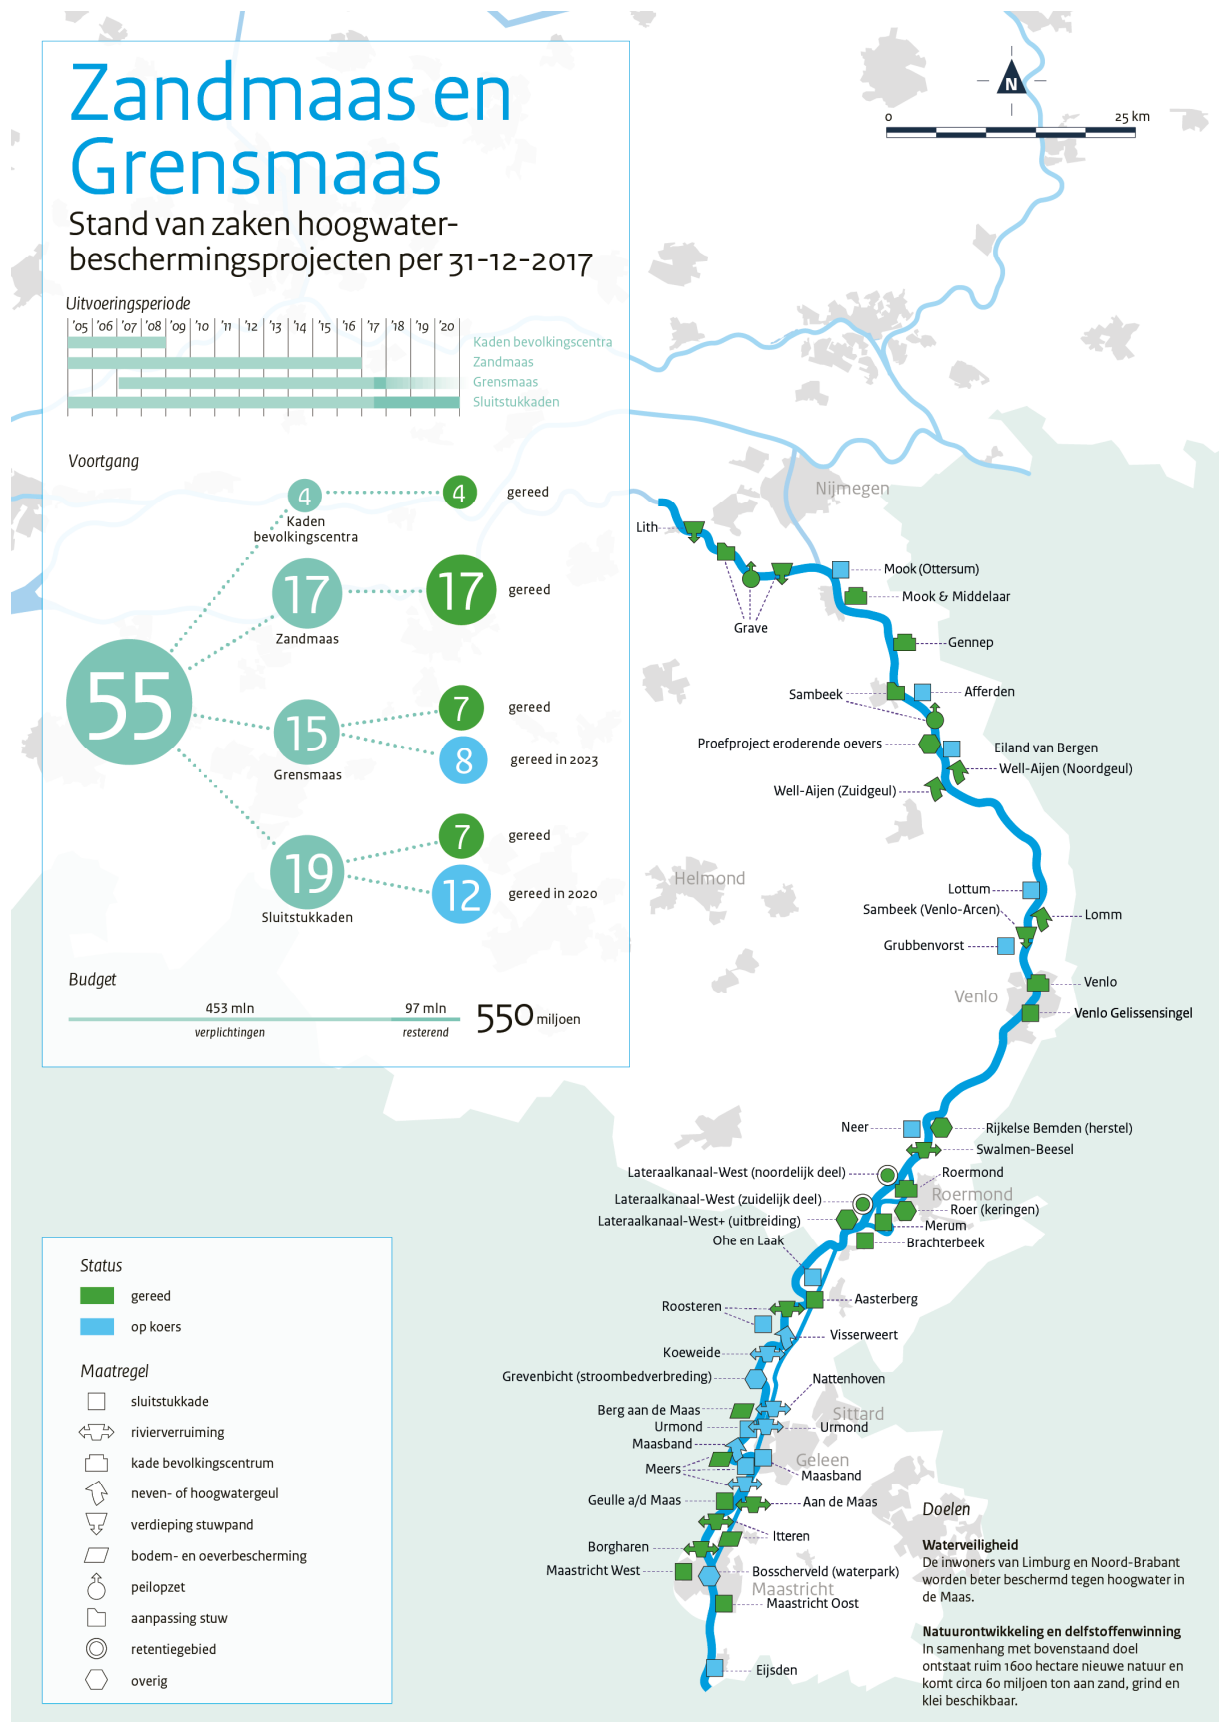 Zandmaas en
Grensmaas
Stand van zaken hoogwater-
beschermingsprojecten per 31-12-2017
Uitvoeringsperiode
'05 '06 '07 '08 '09 '10 '11 '12 '13 '14 '15 '16 '17 '18 '19 '20
Kaden bevolkingscentra
Zandmaas
Grensmaas
Sluitstukkaden
Voortgang
55
4
Kaden
bevolkingscentra
4
gereed
17
Zandmaas
17
gereed
15
Grensmaas
7
gereed
8
gereed in 2023
19
Sluitstukkaden
7
gereed
12
gereed in 2020
Budget
453 mln
verplichtingen
97 mln
resterend
550 miljoen
N
0 25 km
Nijmegen
Lith
Grave
Mook (Ottersum)
Mook & Middelaar
Gennep
Sambeek
Afferden
Proefproject eroderende oevers
Eiland van Bergen
Well-Aijen (Noordgeul)
Well-Aijen (Zuidgeul)
Helmond
Lottum
Sambeek (Venlo-Arcen)
Lomm
Grubbenvorst
Venlo
Venlo
Venlo Gelissensingel
Neer
Rijkelse Bemden (herstel)
Swalmen-Beesel
Lateraalkanaal-West (noordelijk deel)
Roermond
Roermond
Lateraalkanaal-West (zuidelijk deel)
Roer (keringen)
Lateraalkanaal-West+ (uitbreiding)
Merum
Ohe en Laak
Brachterbeek
Aasterberg
Roosteren
Visserweert
Koeweide
Grevenbicht (stroombedverbreding)
Nattenhoven
Berg aan de Maas
Sittard
Urmond
Urmond
Maasband
Geleen
Meers
Maasband
Geulle a/d Maas
Aan de Maas
Itteren
Borgharen
Maastricht West
Bosscherveld (waterpark)
Maastricht
Maastricht Oost
Eijsden
Status
gereed
op koers
Maatregel
sluitstukkade
rivierverruiming
kade bevolkingscentrum
neven- of hoogwatergeul
verdieping stuwpand
bodem- en oeverbescherming
peilopzet
aanpassing stuw
retentiegebied
overig
Doelen
Waterveiligheid
De inwoners van Limburg en Noord-Brabant
worden beter beschermd tegen hoogwater in
de Maas.
Natuurontwikkeling en delfstoffenwinning
In samenhang met bovenstaand doel
ontstaat ruim 1600 hectare nieuwe natuur en
komt circa 60 miljoen ton aan zand, grind en
klei beschikbaar.